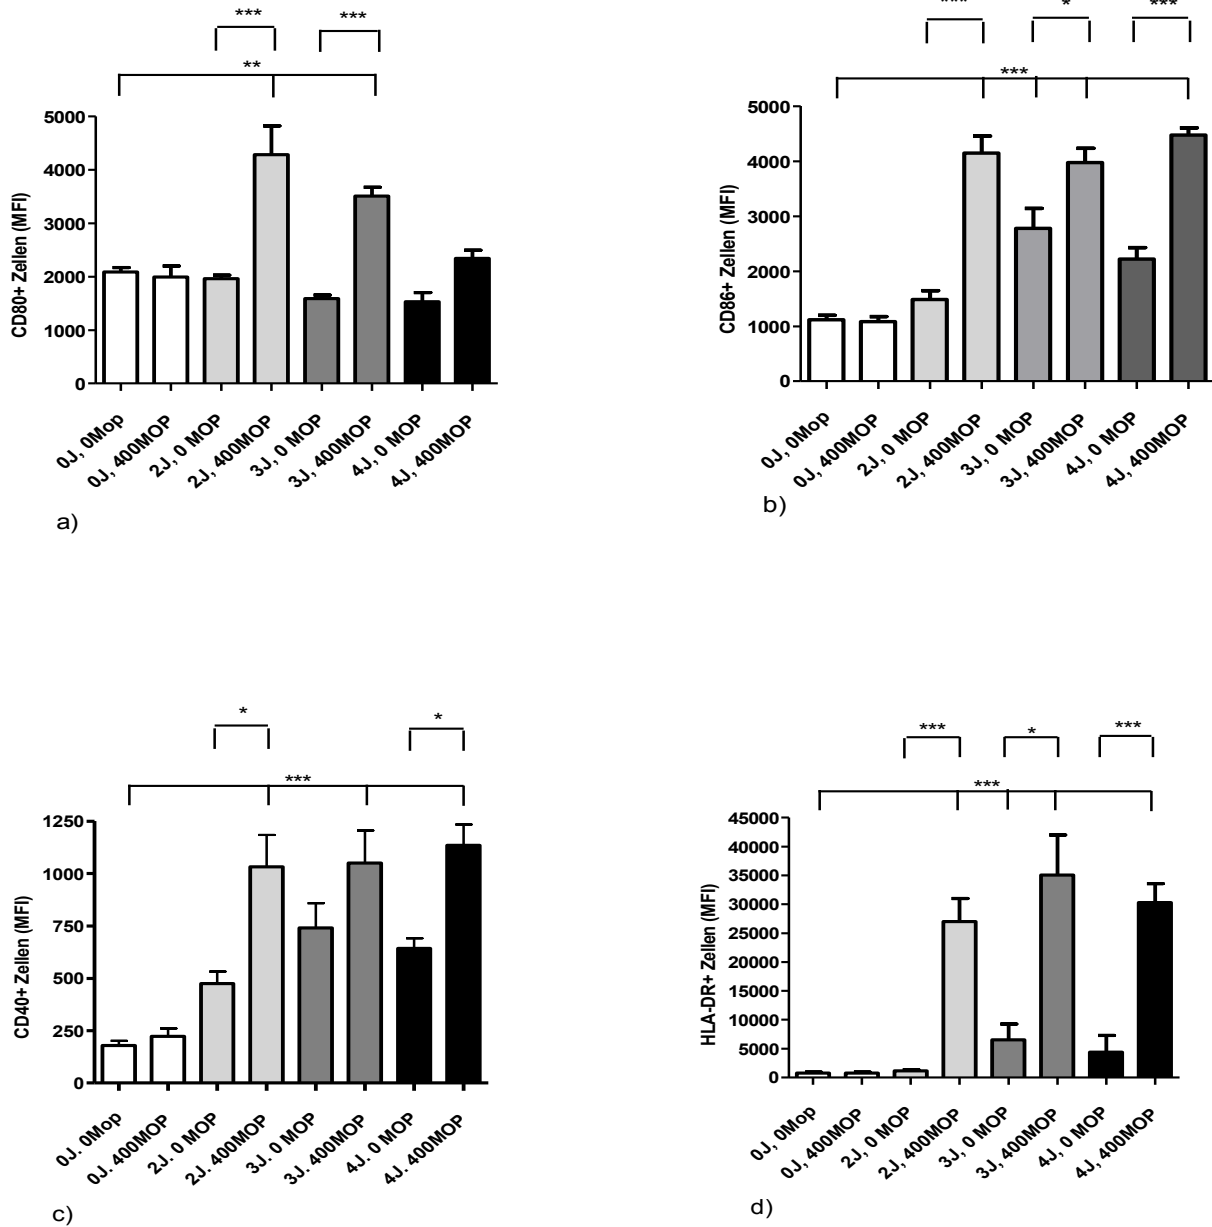 *** ***
**
5000
4000
3000
2000
1000
0
CD80+ Zellen (MFI)
0J, 0Mop
0J, 400MOP
2J, 0 MOP
2J, 400MOP
3J, 0 MOP
3J, 400MOP
4J, 0 MOP
4J, 400MOP
a)
*** * ***
***
5000
4000
3000
2000
1000
0
CD86+ Zellen (MFI)
0J, 0Mop
0J, 400MOP
2J, 0 MOP
2J, 400MOP
3J, 0 MOP
3J, 400MOP
4J, 0 MOP
4J, 400MOP
b)
* *
***
1250
1000
750
500
250
0
CD40+ Zellen (MFI)
0J. 0Mop
0J. 400MOP
2J. 0 MOP
2J. 400MOP
3J. 0 MOP
3J. 400MOP
4J. 0 MOP
4J. 400MOP
c)
*** * ***
***
45000
40000
35000
30000
25000
20000
15000
10000
5000
0
HLA-DR+ Zellen (MFI)
0J, 0Mop
0J, 400MOP
2J, 0 MOP
2J, 400MOP
3J, 0 MOP
3J, 400MOP
4J, 0 MOP
4J, 400MOP
d)